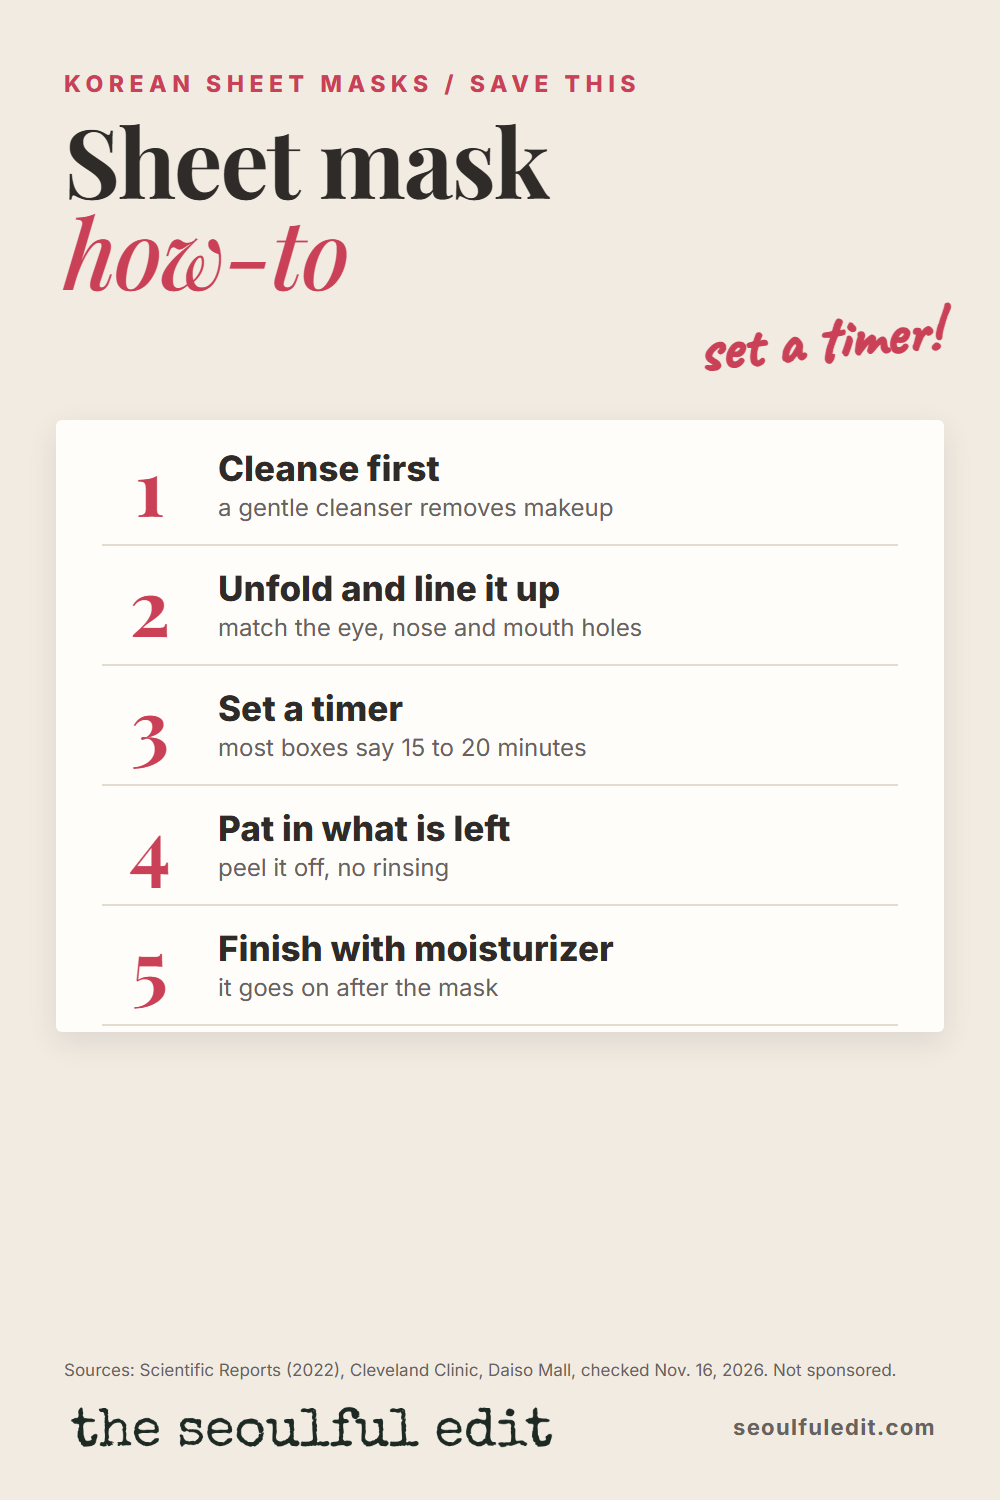 KOREAN SHEET MASKS / SAVE THIS
Sheet mask
how-to
set a timer!
1
Cleanse first
a gentle cleanser removes makeup
2
Unfold and line it up
match the eye, nose and mouth holes
3
Set a timer
most boxes say 15 to 20 minutes
4
Pat in what is left
peel it off, no rinsing
5
Finish with moisturizer
it goes on after the mask
Sources: Scientific Reports (2022), Cleveland Clinic, Daiso Mall, checked Nov. 16, 2026. Not sponsored.
the seoulful edit
seoulfuledit.com